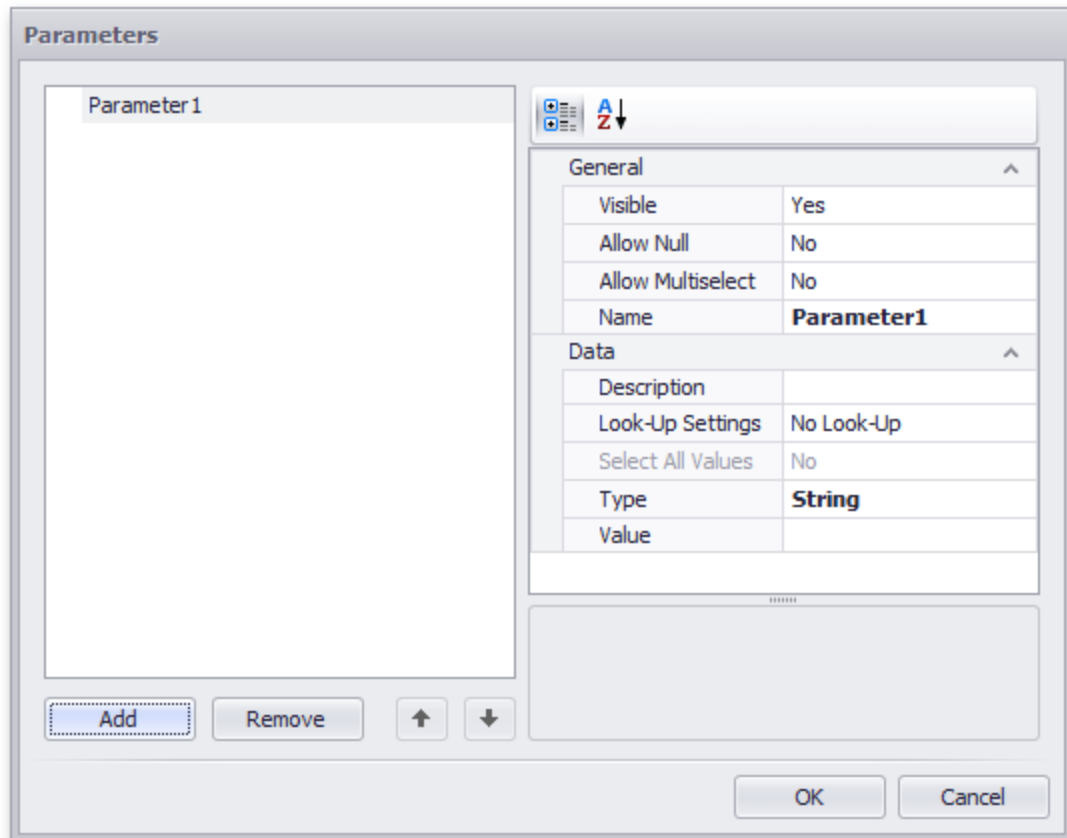 Parameters
Parameter1
A
Z
General
Visible Yes
Allow Null No
Allow Multiselect No
Name Parameter1
Data
Description
Look-Up Settings No Look-Up
Select All Values No
Type String
Value
Add Remove
OK Cancel